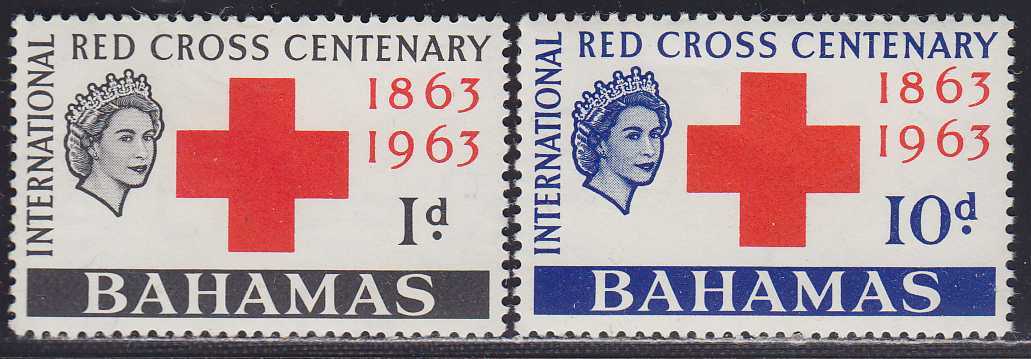 INTERNATIONAL
RED CROSS CENTENARY
1863
1963
1d.
BAHAMAS
INTERNATIONAL
RED CROSS CENTENARY
1863
1963
10d.
BAHAMAS